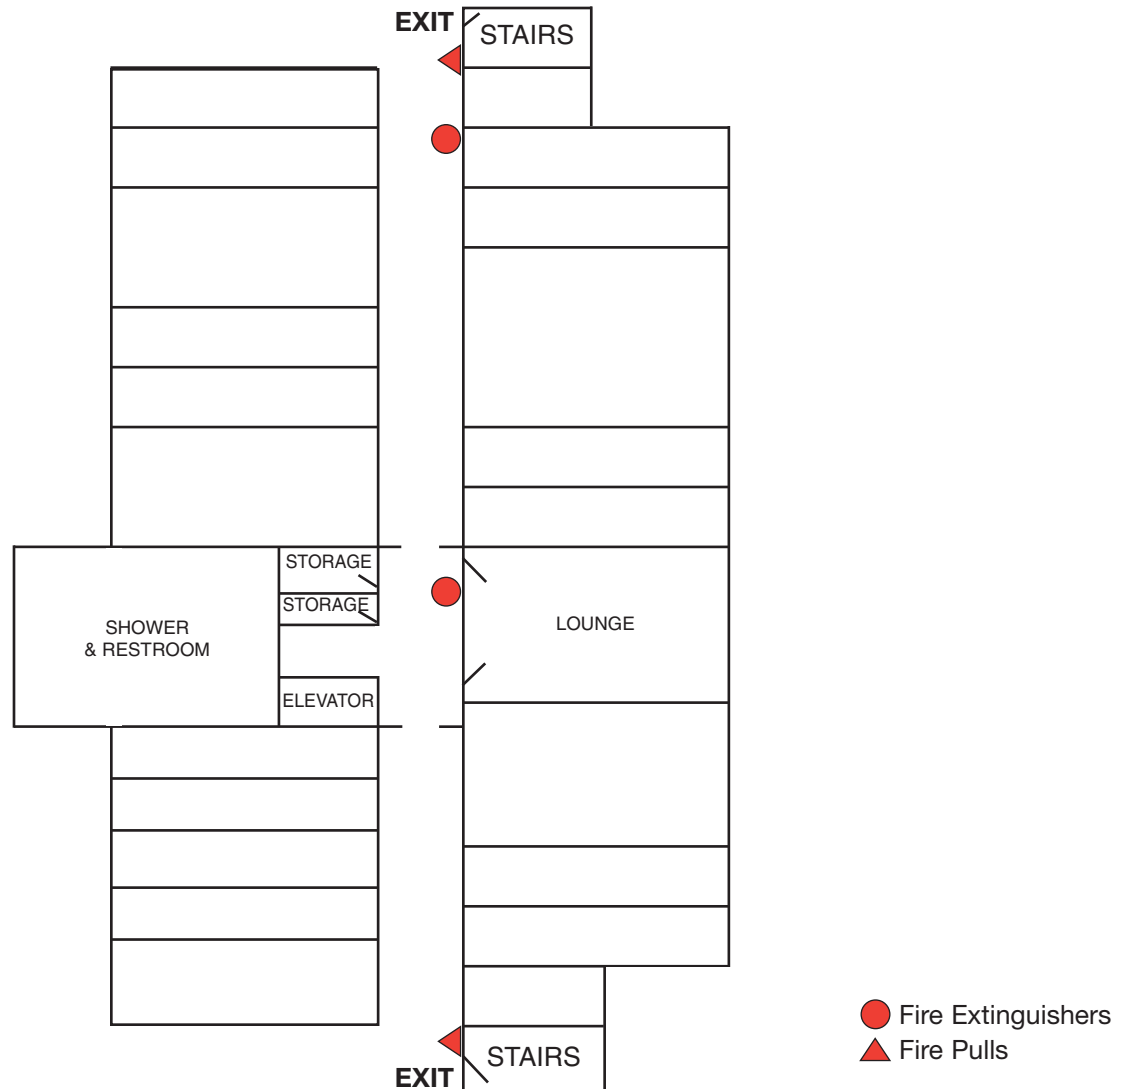 EXIT
STAIRS
STORAGE
STORAGE
SHOWER
& RESTROOM
LOUNGE
ELEVATOR
Fire Extinguishers
Fire Pulls
STAIRS
EXIT